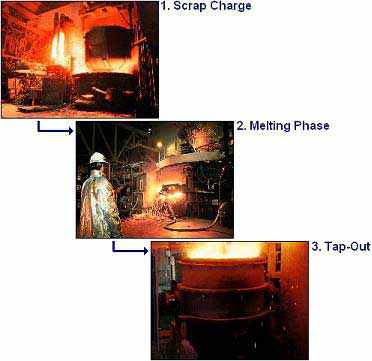 1. Scrap Charge
2. Melting Phase
3. Tap-Out